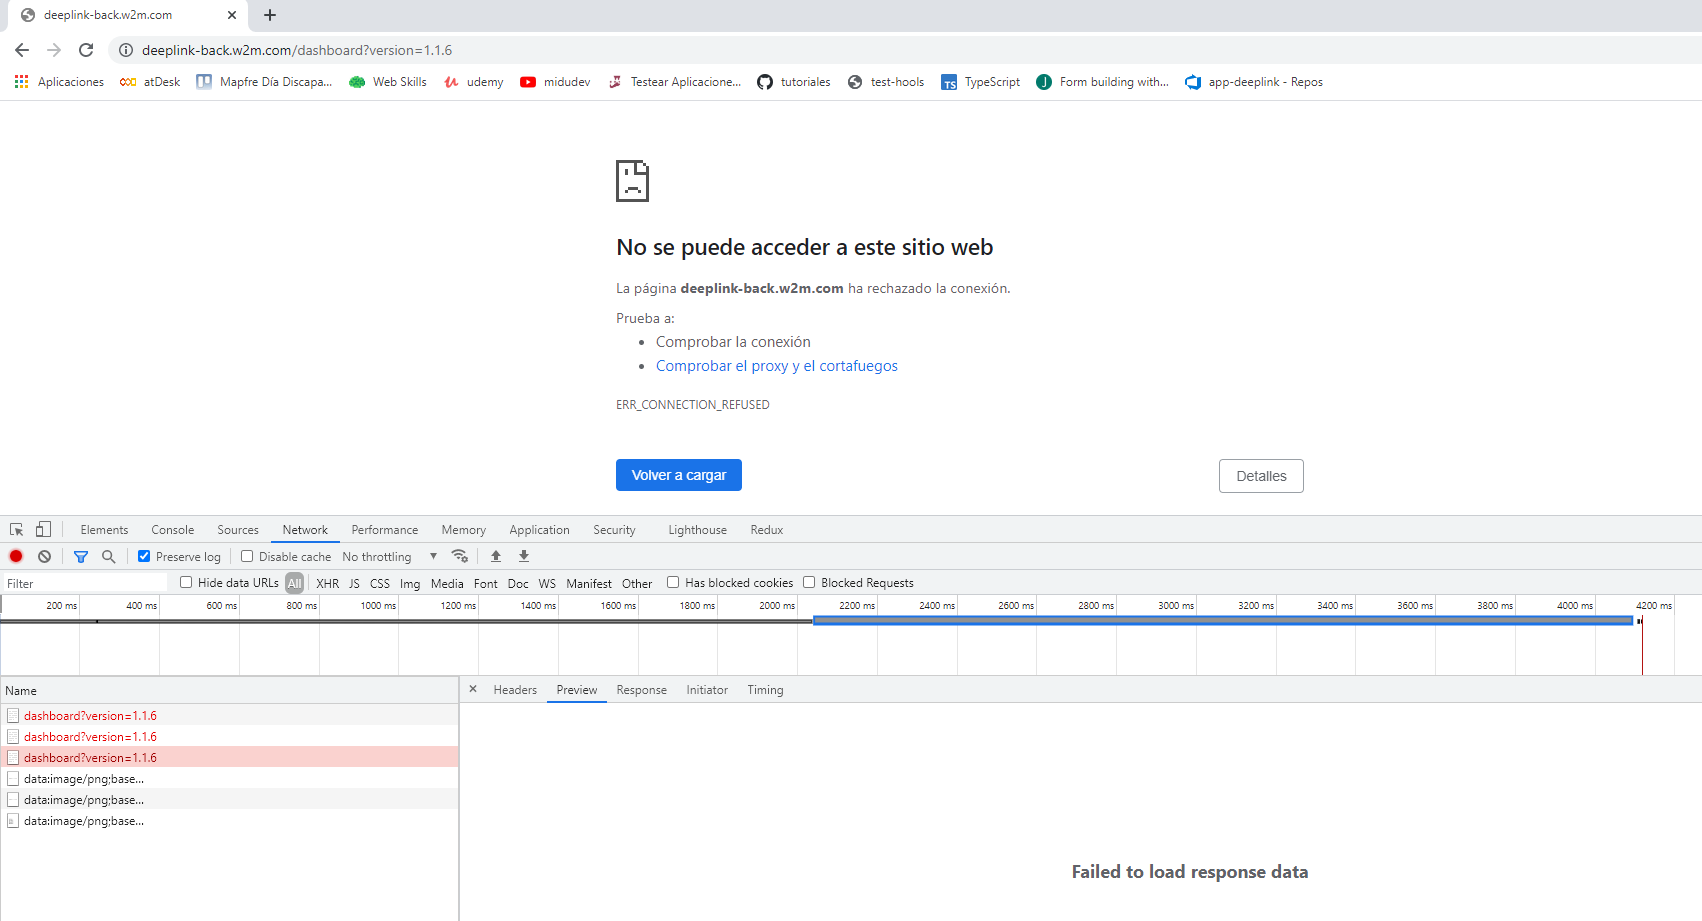 deeplink-back.w2m.com
deeplink-back.w2m.com/dashboard?version=1.1.6
Aplicaciones atDesk Mapfre Día Discapa... Web Skills udemy midudev Testear Aplicacione... tutoriales test-hools TS TypeScript J Form building with... app-deeplink - Repos
No se puede acceder a este sitio web
La página deeplink-back.w2m.com ha rechazado la conexión.
Prueba a:
• Comprobar la conexión
• Comprobar el proxy y el cortafuegos
ERR_CONNECTION_REFUSED
Volver a cargar Detalles
Elements Console Sources Network Performance Memory Application Security Lighthouse Redux
Preserve log Disable cache No throttling
Filter Hide data URLs All XHR JS CSS Img Media Font Doc WS Manifest Other Has blocked cookies Blocked Requests
200 ms 400 ms 600 ms 800 ms 1000 ms 1200 ms 1400 ms 1600 ms 1800 ms 2000 ms 2200 ms 2400 ms 2600 ms 2800 ms 3000 ms 3200 ms 3400 ms 3600 ms 3800 ms 4000 ms 4200 ms
Name Headers Preview Response Initiator Timing
dashboard?version=1.1.6
dashboard?version=1.1.6
dashboard?version=1.1.6
data:image/png;base...
data:image/png;base...
data:image/png;base...
Failed to load response data